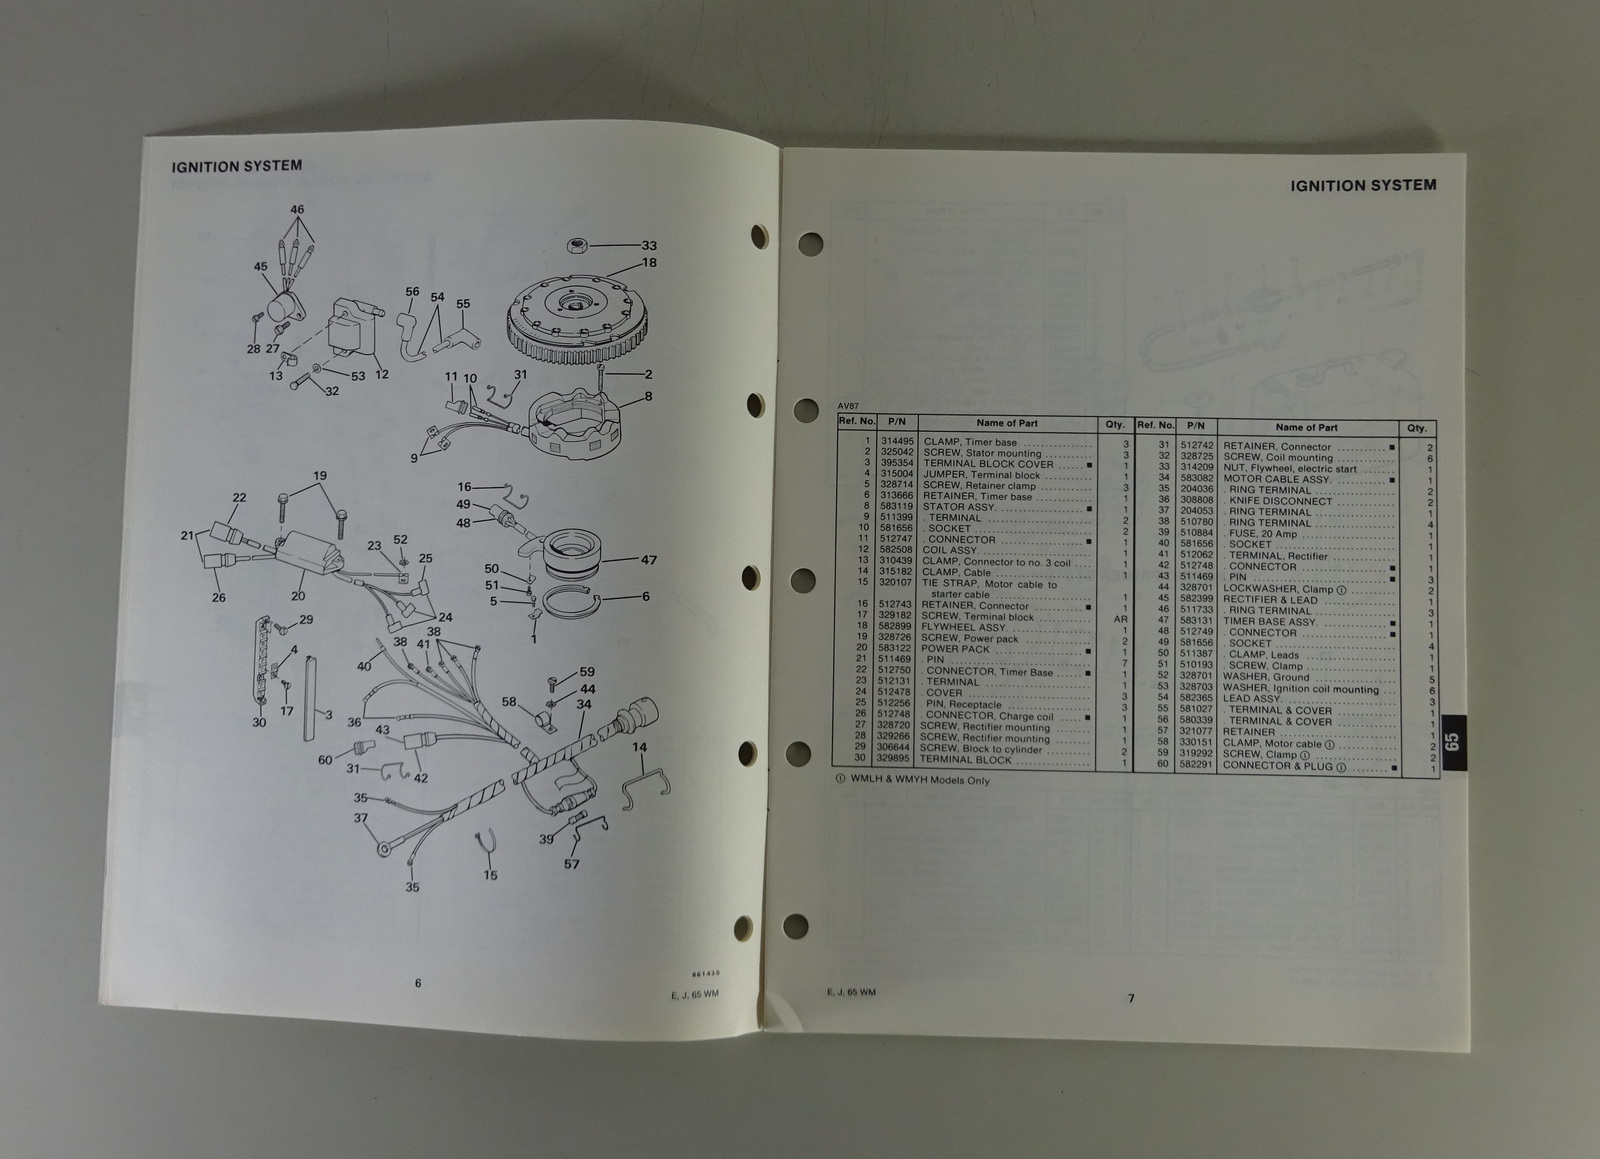 IGNITION SYSTEM
46
33
45
18
56
54
55
28
27
13
53
12
32
11
10
31
2
8
9
19
22
16
49
48
21
23
52
25
47
50
51
5
6
26
20
24
1
29
38
38
41
4
40
59
44
34
58
30
17
3
36
43
60
31
42
14
35
37
39
57
15
35
6
881435
E, J, 65 WM
IGNITION SYSTEM
AV87
Ref. No. P/N Name of Part Qty. Ref. No. P/N Name of Part Qty.
1 314495 CLAMP, Timer base 3
2 325042 SCREW, Stator mounting 3
3 395354 TERMINAL BLOCK COVER ■ 1
4 315004 JUMPER, Terminal block 1
5 328714 SCREW, Retainer clamp 3
6 313666 RETAINER, Timer base 1
8 583119 STATOR ASSY. ■ 1
9 511399 . TERMINAL 2
10 581656 . SOCKET 2
11 512747 . CONNECTOR ■ 1
12 582508 COIL ASSY. 1
13 310439 CLAMP, Connector to no. 3 coil 1
14 315182 CLAMP, Cable 1
15 320107 TIE STRAP, Motor cable to
starter cable 1
16 512743 RETAINER, Connector ■ 1
17 329182 SCREW, Terminal block AR
18 582899 FLYWHEEL ASSY. 1
19 328726 SCREW, Power pack 2
20 583122 POWER PACK ■ 1
21 511469 . PIN 7
22 512750 . CONNECTOR, Timer Base ■ 1
23 512131 . TERMINAL 1
24 512478 . COVER 3
25 512256 . PIN, Receptacle 3
26 512748 . CONNECTOR, Charge coil ■ 1
27 328720 SCREW, Rectifier mounting 1
28 329266 SCREW, Rectifier mounting 1
29 306644 SCREW, Block to cylinder 2
30 329895 TERMINAL BLOCK 1
31 512742 RETAINER, Connector ■ 2
32 328725 SCREW, Coil mounting 6
33 314209 NUT, Flywheel, electric start 1
34 583082 MOTOR CABLE ASSY. ■ 1
35 204036 . RING TERMINAL 2
36 308808 . KNIFE DISCONNECT 2
37 204053 . RING TERMINAL 1
38 510780 . RING TERMINAL 4
39 510884 . FUSE, 20 Amp 1
40 581656 . SOCKET 1
41 512062 . TERMINAL, Rectifier 1
42 512748 . CONNECTOR ■ 1
43 511469 . PIN ■ 3
44 328701 LOCKWASHER, Clamp ① 2
45 582399 RECTIFIER & LEAD 1
46 511733 . RING TERMINAL 3
47 583131 TIMER BASE ASSY. ■ 1
48 512749 . CONNECTOR ■ 1
49 581656 . SOCKET 4
50 511387 . CLAMP, Leads 1
51 510193 . SCREW, Clamp 1
52 328701 WASHER, Ground 5
53 328703 WASHER, Ignition coil mounting 6
54 582365 LEAD ASSY. 3
55 581027 . TERMINAL & COVER 1
56 580339 . TERMINAL & COVER 1
57 321077 RETAINER 1
58 330151 CLAMP, Motor cable ① 2
59 319292 SCREW, Clamp ① 2
60 582291 CONNECTOR & PLUG ① ■ 1
① WMLH & WMYH Models Only
65
E, J, 65 WM
7